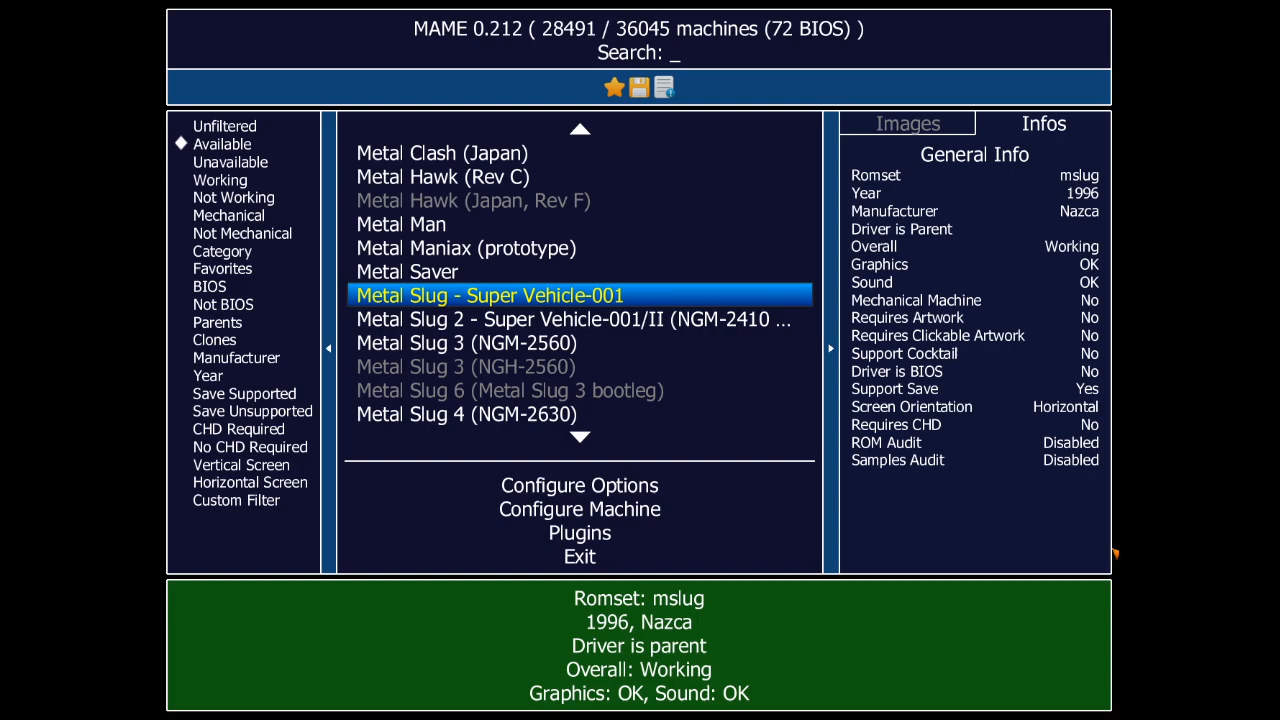 MAME 0.212 ( 28491 / 36045 machines (72 BIOS) )
Search: _
Unfiltered
Available
Unavailable
Working
Not Working
Mechanical
Not Mechanical
Category
Favorites
BIOS
Not BIOS
Parents
Clones
Manufacturer
Year
Save Supported
Save Unsupported
CHD Required
No CHD Required
Vertical Screen
Horizontal Screen
Custom Filter
Metal Clash (Japan)
Metal Hawk (Rev C)
Metal Hawk (Japan, Rev F)
Metal Man
Metal Maniax (prototype)
Metal Saver
Metal Slug - Super Vehicle-001
Metal Slug 2 - Super Vehicle-001/II (NGM-2410 ...
Metal Slug 3 (NGM-2560)
Metal Slug 3 (NGH-2560)
Metal Slug 6 (Metal Slug 3 bootleg)
Metal Slug 4 (NGM-2630)
Configure Options
Configure Machine
Plugins
Exit
Images Infos
General Info
Romset mslug
Year 1996
Manufacturer Nazca
Driver is Parent
Overall Working
Graphics OK
Sound OK
Mechanical Machine No
Requires Artwork No
Requires Clickable Artwork No
Support Cocktail No
Driver is BIOS No
Support Save Yes
Screen Orientation Horizontal
Requires CHD No
ROM Audit Disabled
Samples Audit Disabled
Romset: mslug
1996, Nazca
Driver is parent
Overall: Working
Graphics: OK, Sound: OK